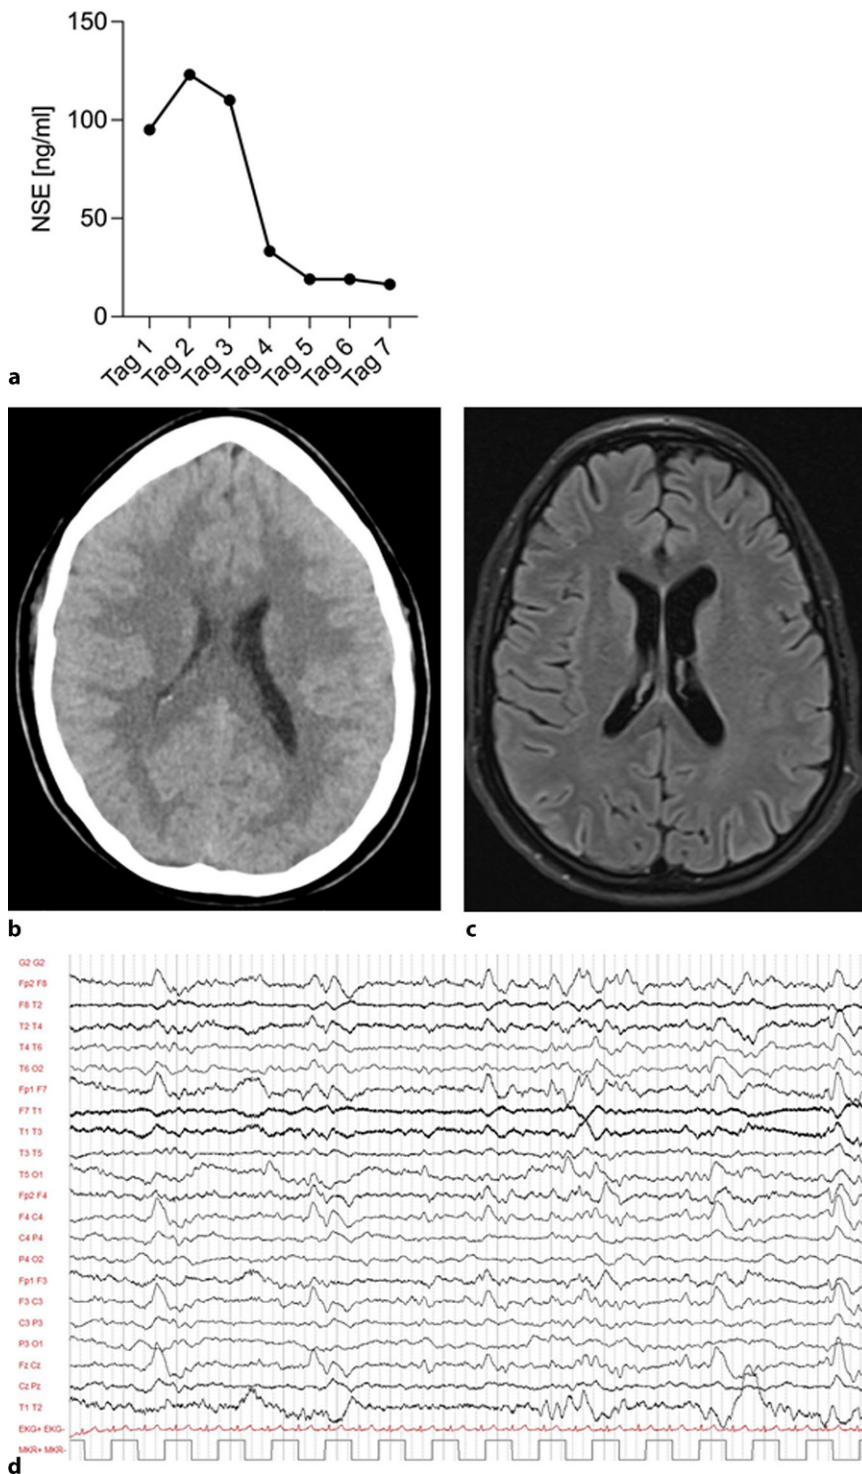 150
100
50
0
NSE [ng/ml]
Tag 1
Tag 2
Tag 3
Tag 4
Tag 5
Tag 6
Tag 7
a
b
c
G2 G2
Fp2 F8
F8 T2
T2 T4
T4 T6
T6 O2
Fp1 F7
F7 T1
T1 T3
T3 T5
T5 O1
Fp2 F4
F4 C4
C4 P4
P4 O2
Fp1 F3
F3 C3
C3 P3
P3 O1
Fz Cz
Cz Pz
T1 T2
EKG+ EKG-
MKR+ MKR-
d